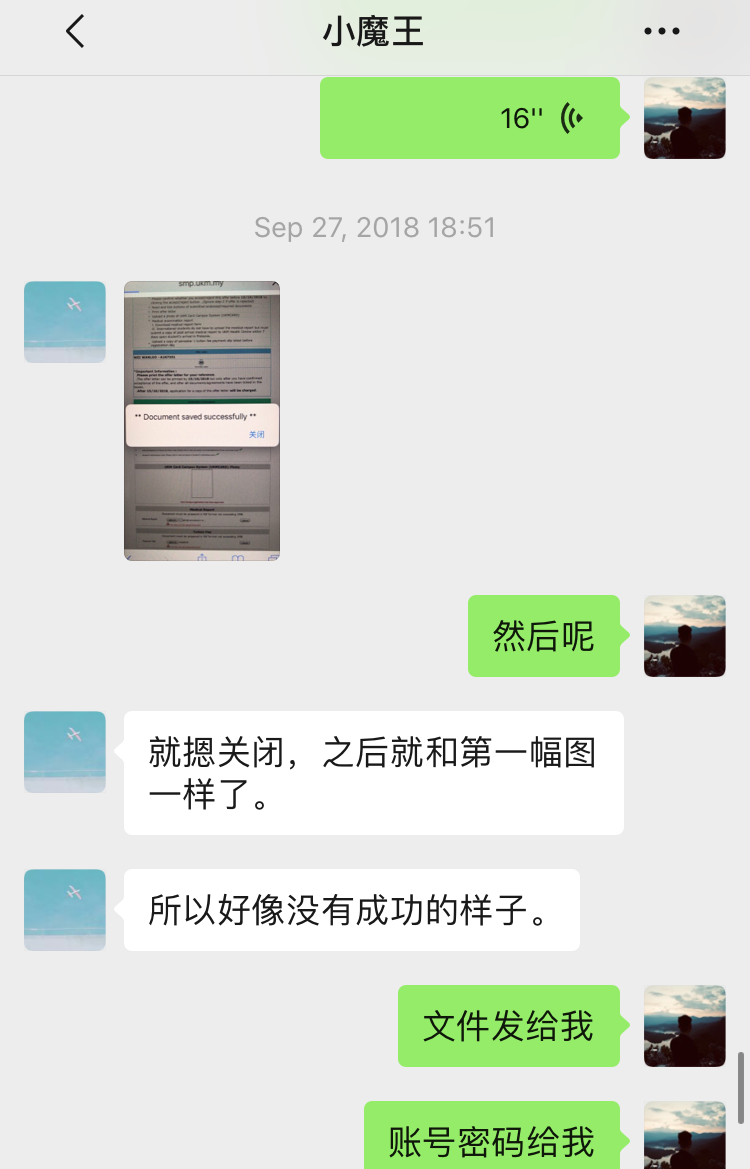 小魔王
16''
Sep 27, 2018 18:51
smp.ukm.my
** Document saved successfully **
关闭
然后呢
就摁关闭，之后就和第一幅图
一样了。
所以好像没有成功的样子。
文件发给我
账号密码给我